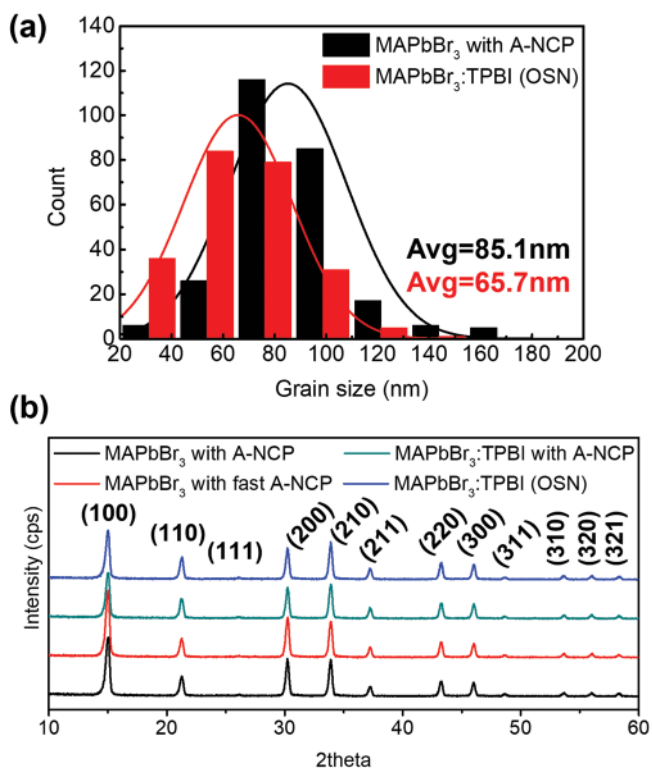 (a)
MAPbBr₃ with A-NCP
MAPbBr₃:TPBI (OSN)
140
120
100
80
60
40
20
0
Count
Avg=85.1nm
Avg=65.7nm
20 40 60 80 100 120 140 160 180 200
Grain size (nm)
(b)
MAPbBr₃ with A-NCP MAPbBr₃:TPBI with A-NCP
MAPbBr₃ with fast A-NCP MAPbBr₃:TPBI (OSN)
(100) (110) (111) (200) (210) (211) (220) (300) (311) (310) (320) (321)
Intensity (cps)
10 20 30 40 50 60
2theta